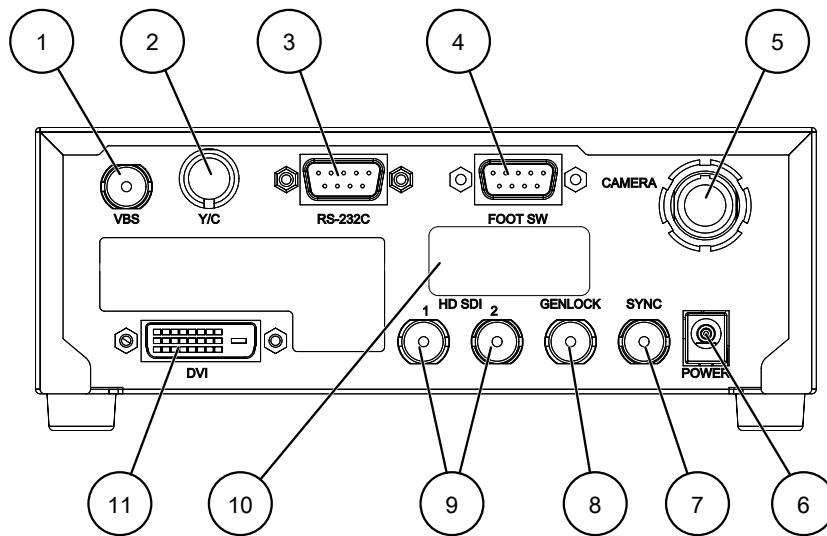 1 2 3 4 5
CAMERA
VBS Y/C RS-232C FOOT SW
HD SDI GENLOCK SYNC
1 2
DVI POWER
11 10 9 8 7 6